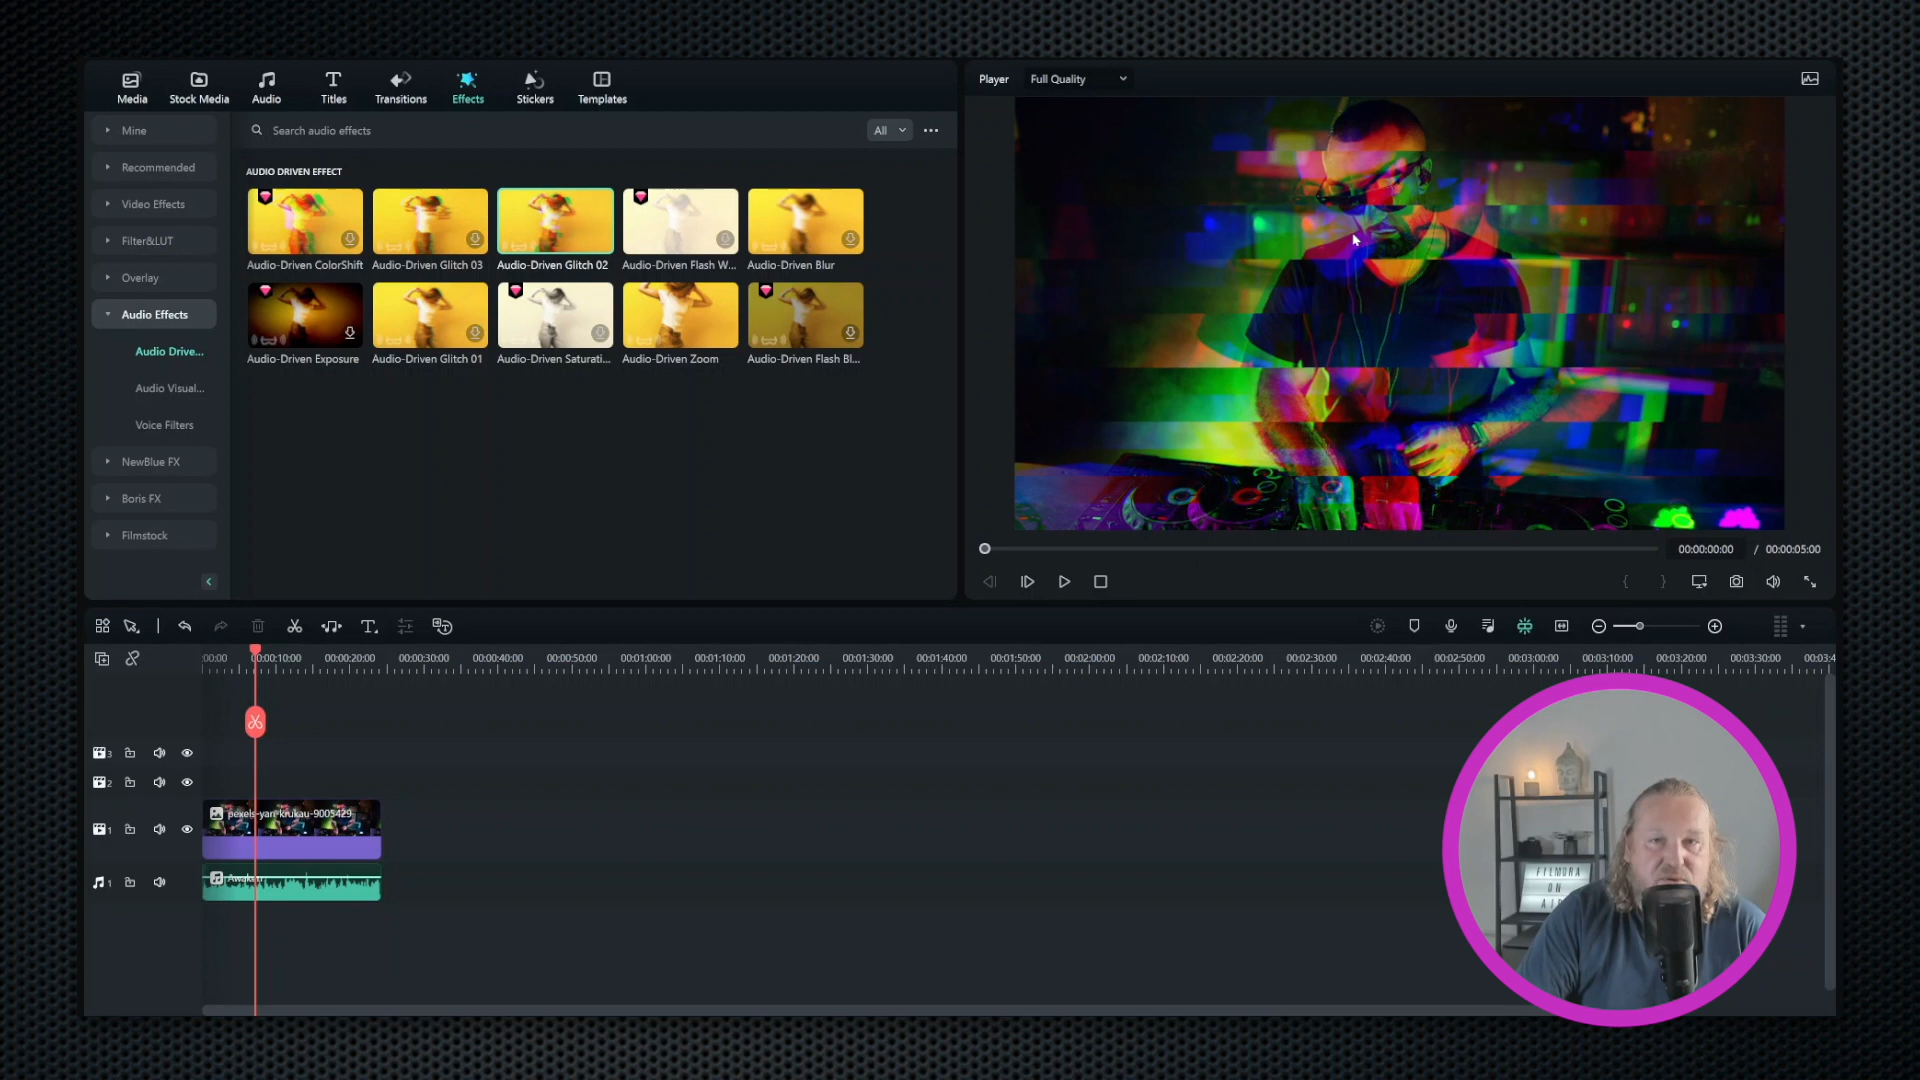 Media Stock Media Audio Titles Transitions Effects Stickers Templates
Player Full Quality
Mine
Recommended
Video Effects
Filter&LUT
Overlay
Audio Effects
Audio Drive...
Audio Visual...
Voice Filters
NewBlue FX
Boris FX
Filmstock
Search audio effects All
AUDIO DRIVEN EFFECT
Audio-Driven ColorShift Audio-Driven Glitch 03 Audio-Driven Glitch 02 Audio-Driven Flash W... Audio-Driven Blur
Audio-Driven Exposure Audio-Driven Glitch 01 Audio-Driven Saturati... Audio-Driven Zoom Audio-Driven Flash Bl...
00:00:00:00 / 00:00:05:00
:00:00 00:00:10:00 00:00:20:00 00:00:30:00 00:00:40:00 00:00:50:00 00:01:00:00 00:01:10:00 00:01:20:00 00:01:30:00 00:01:40:00 00:01:50:00 00:02:00:00 00:02:10:00 00:02:20:00 00:02:30:00 00:02:40:00 00:02:50:00 00:03:00:00 00:03:10:00 00:03:20:00 00:03:30:00 00:03:4
3
2
pexels-yan-krukau-9005429
1
1
FILMORA
ON